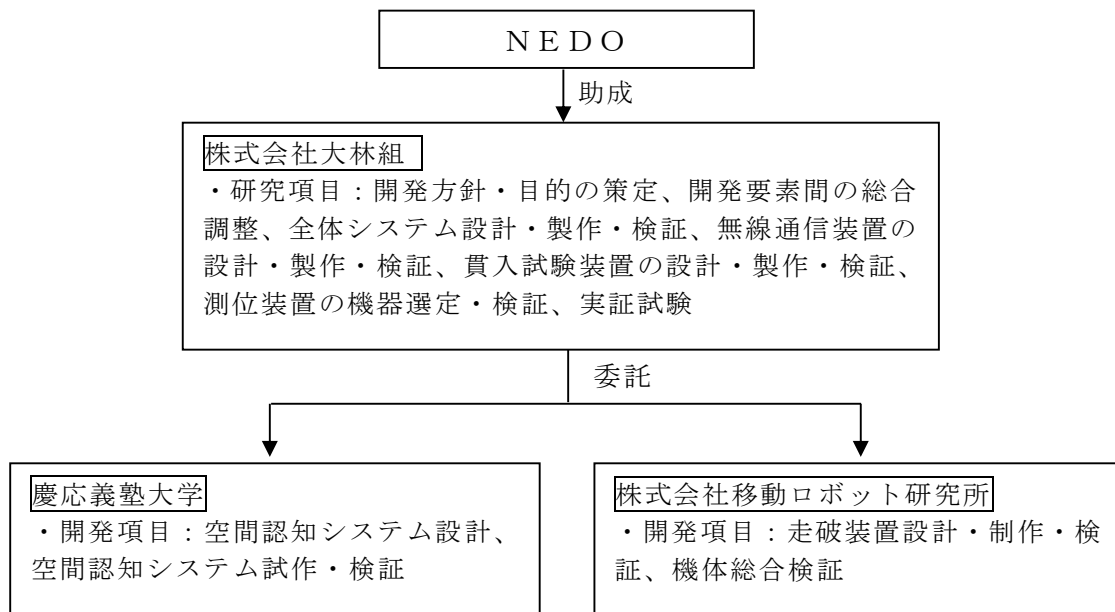 NEDO
助成
株式会社大林組
・研究項目：開発方針・目的の策定、開発要素間の総合
調整、全体システム設計・製作・検証、無線通信装置の
設計・製作・検証、貫入試験装置の設計・製作・検証、
測位装置の機器選定・検証、実証試験
委託
慶応義塾大学
・開発項目：空間認知システム設計、
空間認知システム試作・検証
株式会社移動ロボット研究所
・開発項目：走破装置設計・制作・検
証、機体総合検証